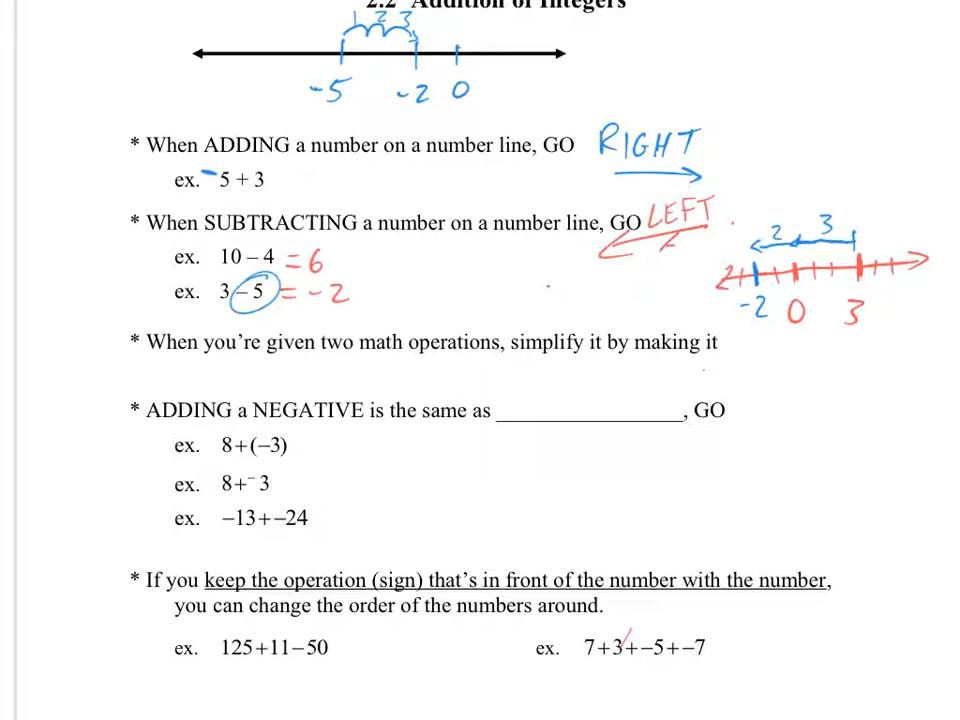 2.2 Addition of Integers
1 2 3
-5 -2 0
* When ADDING a number on a number line, GO RIGHT
ex. -5 + 3
* When SUBTRACTING a number on a number line, GO LEFT
ex. 10 – 4 = 6
ex. 3 – 5 = -2
2 3
-2 0 3
* When you're given two math operations, simplify it by making it
* ADDING a NEGATIVE is the same as _________________, GO
ex. 8+(−3)
ex. 8+⁻3
ex. −13+−24
* If you keep the operation (sign) that's in front of the number with the number,
you can change the order of the numbers around.
ex. 125+11−50 ex. 7+3+−5+−7